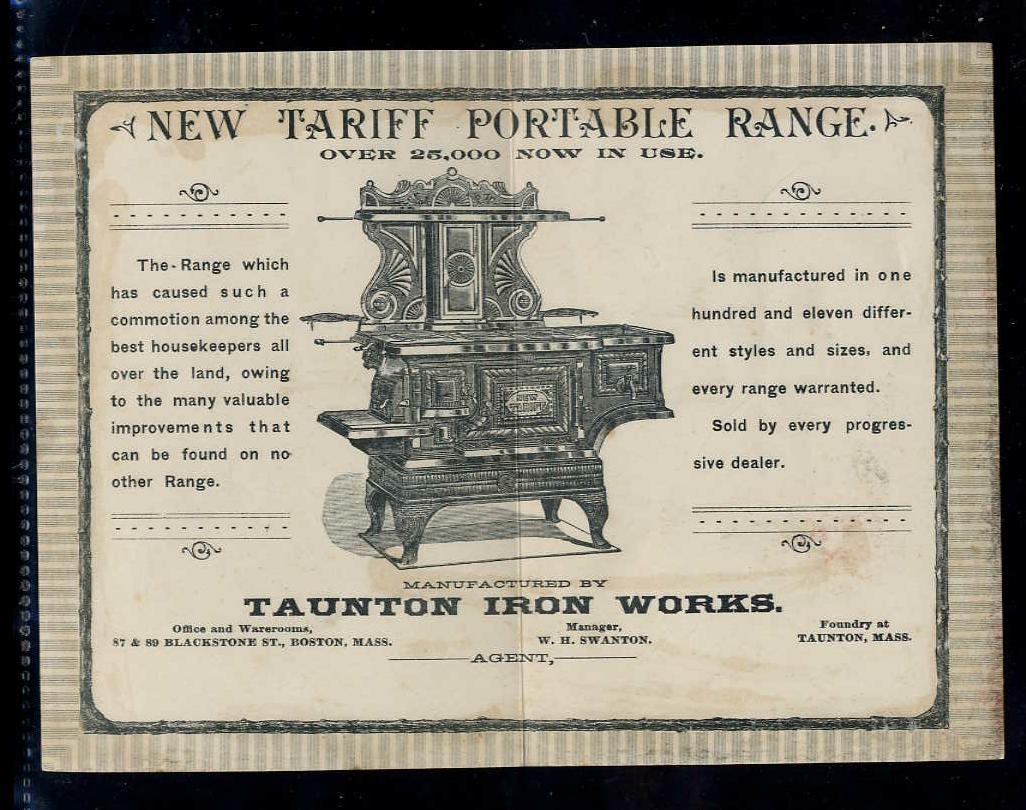 NEW TARIFF PORTABLE RANGE.
OVER 25,000 NOW IN USE.
The Range which
has caused such a
commotion among the
best housekeepers all
over the land, owing
to the many valuable
improvements that
can be found on no
other Range.
NEW
TARIFF
Is manufactured in one
hundred and eleven differ-
ent styles and sizes, and
every range warranted.
Sold by every progres-
sive dealer.
MANUFACTURED BY
TAUNTON IRON WORKS.
Office and Warerooms,
87 & 89 BLACKSTONE ST., BOSTON, MASS.
Manager,
W. H. SWANTON.
Foundry at
TAUNTON, MASS.
AGENT,